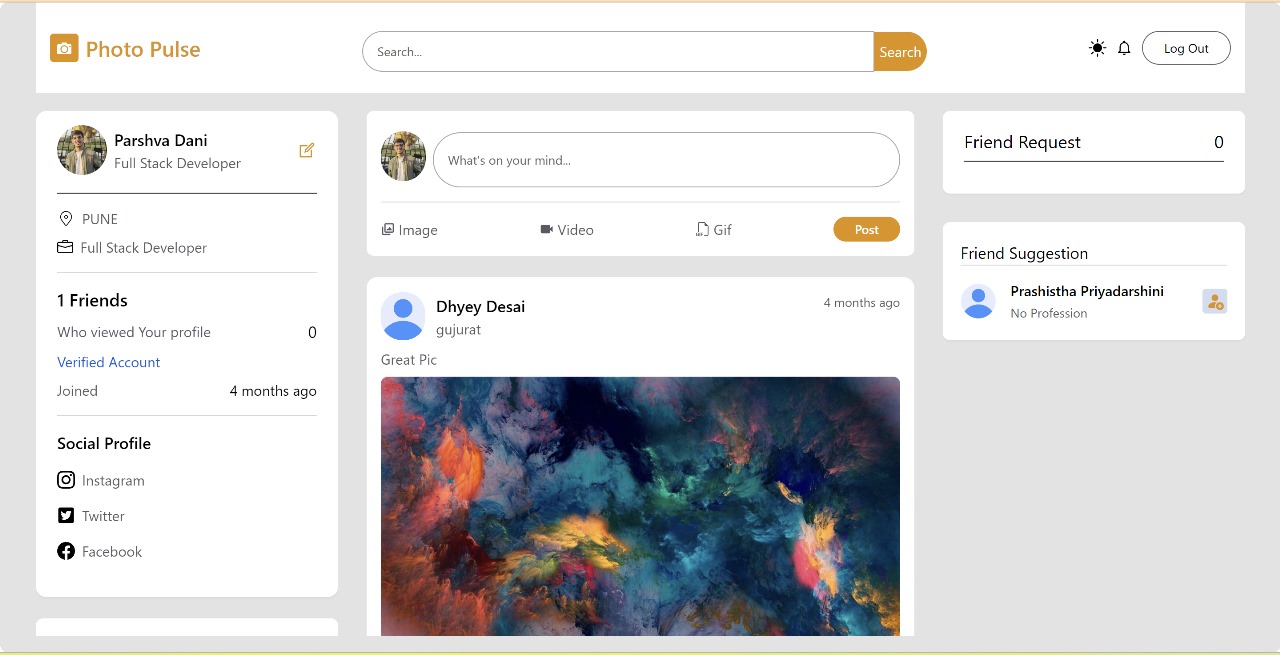 Photo Pulse
Search...
Search
Log Out
Parshva Dani
Full Stack Developer
PUNE
Full Stack Developer
1 Friends
Who viewed Your profile 0
Verified Account
Joined 4 months ago
Social Profile
Instagram
Twitter
Facebook
What's on your mind...
Image
Video
Gif
Post
Dhyey Desai
4 months ago
gujurat
Great Pic
Friend Request 0
Friend Suggestion
Prashistha Priyadarshini
No Profession